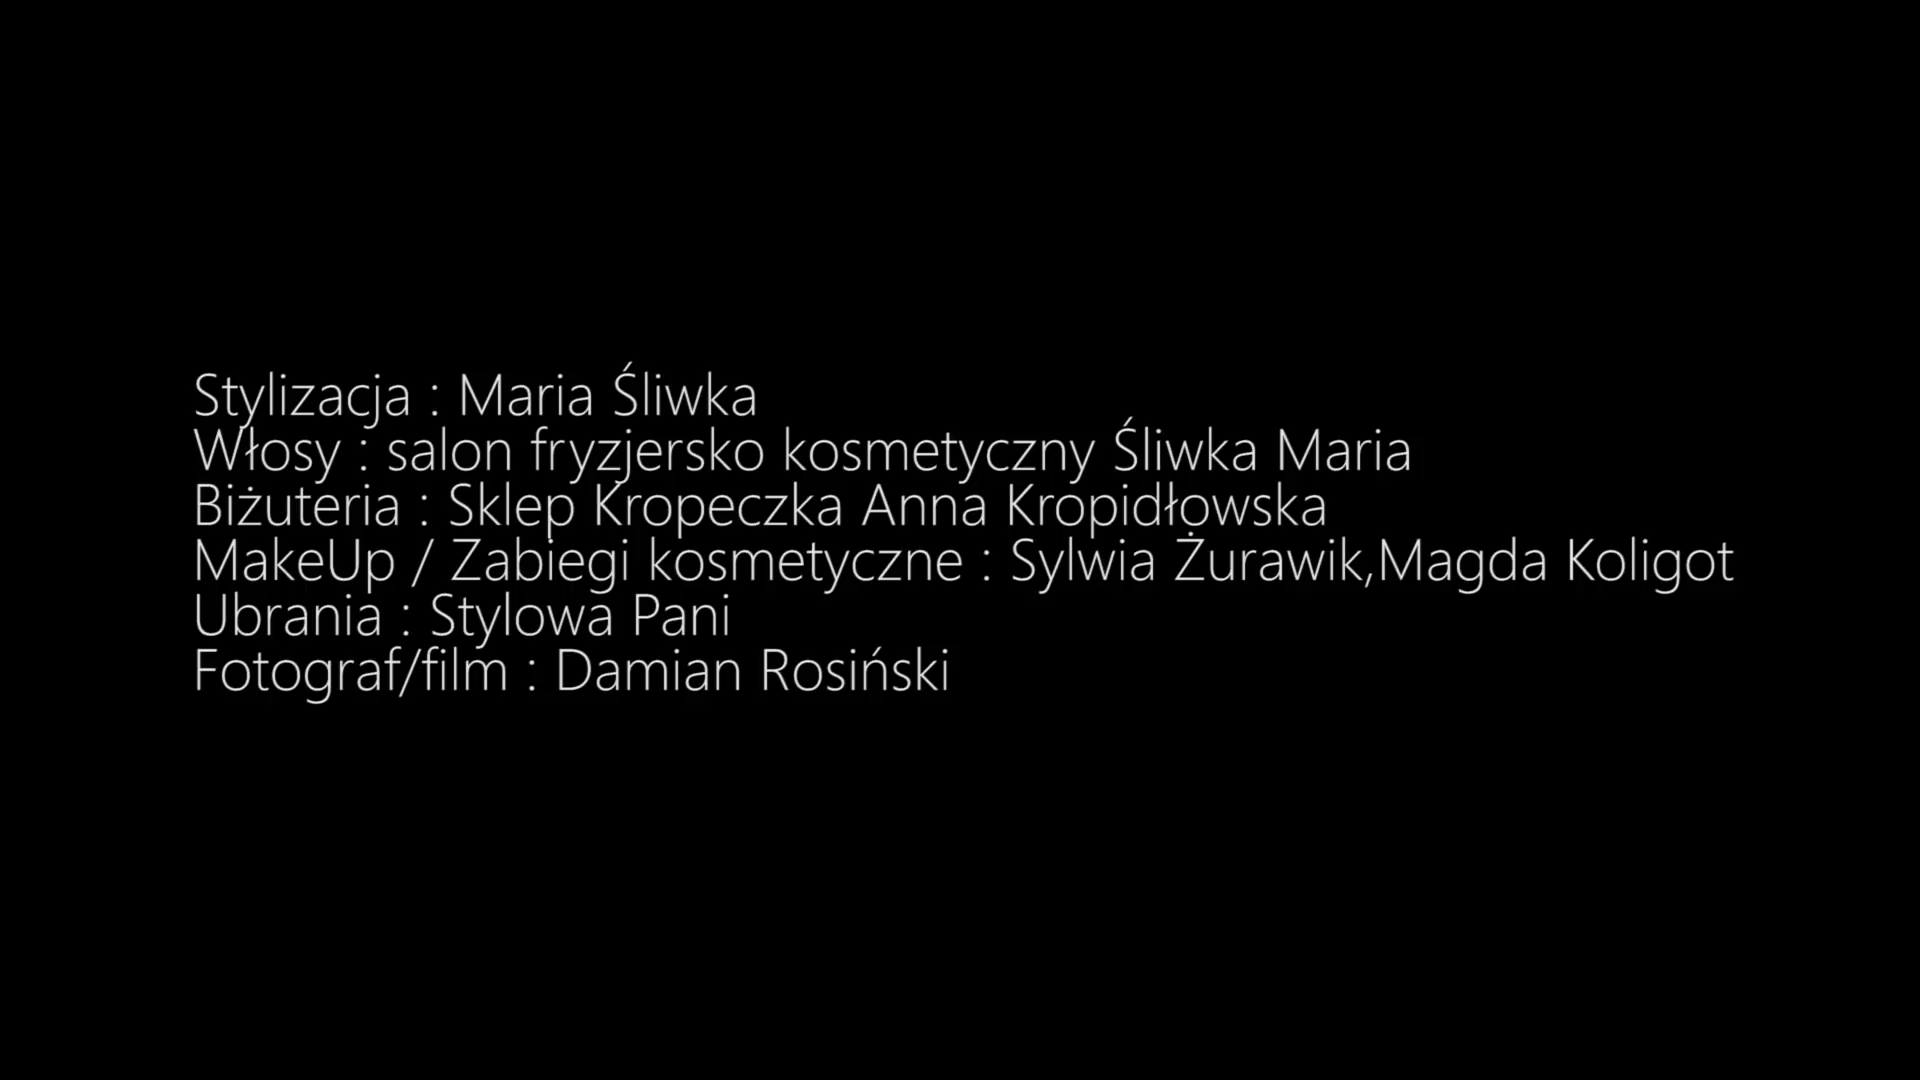 Stylizacja : Maria Śliwka
Włosy : salon fryzjersko kosmetyczny Śliwka Maria
Biżuteria : Sklep Kropeczka Anna Kropidłowska
MakeUp / Zabiegi kosmetyczne : Sylwia Żurawik,Magda Koligot
Ubrania : Stylowa Pani
Fotograf/film : Damian Rosiński